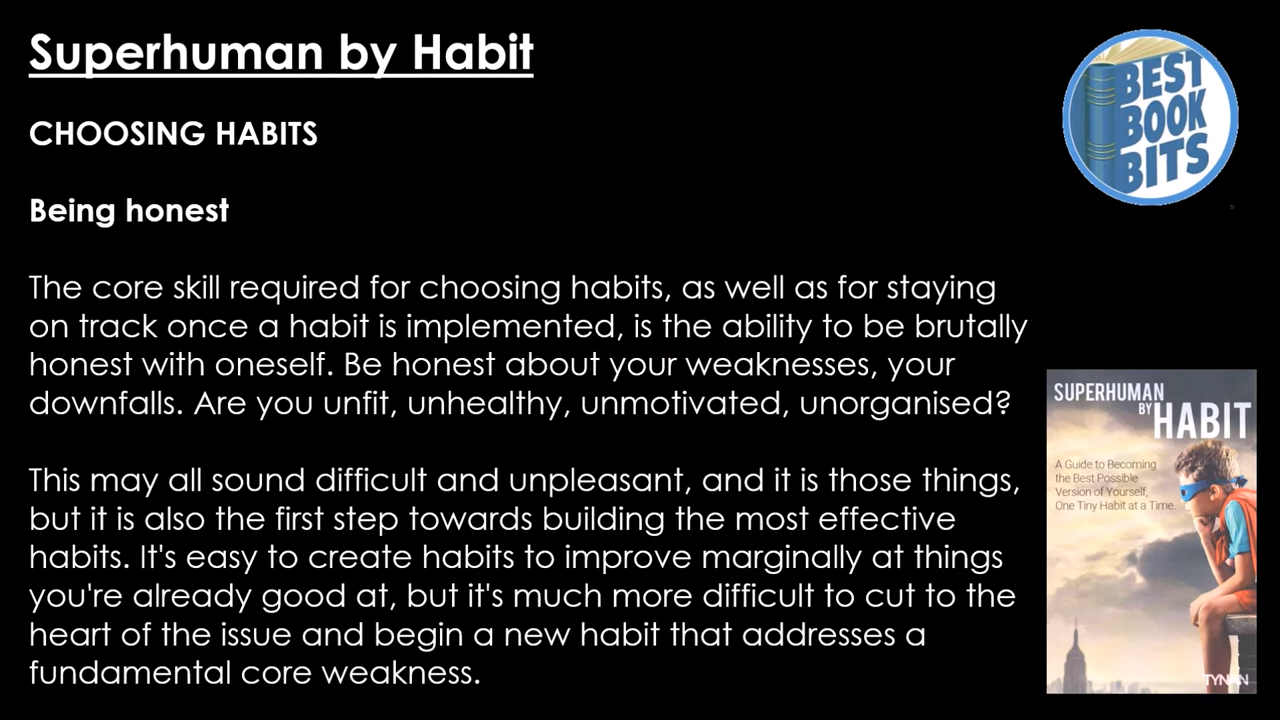 Superhuman by Habit
CHOOSING HABITS
Being honest
The core skill required for choosing habits, as well as for staying
on track once a habit is implemented, is the ability to be brutally
honest with oneself. Be honest about your weaknesses, your
downfalls. Are you unfit, unhealthy, unmotivated, unorganised?
This may all sound difficult and unpleasant, and it is those things,
but it is also the first step towards building the most effective
habits. It's easy to create habits to improve marginally at things
you're already good at, but it's much more difficult to cut to the
heart of the issue and begin a new habit that addresses a
fundamental core weakness.
BEST
BOOK
BITS
SUPERHUMAN
BY HABIT
A Guide to Becoming
the Best Possible
Version of Yourself,
One Tiny Habit at a Time.
TYNAN